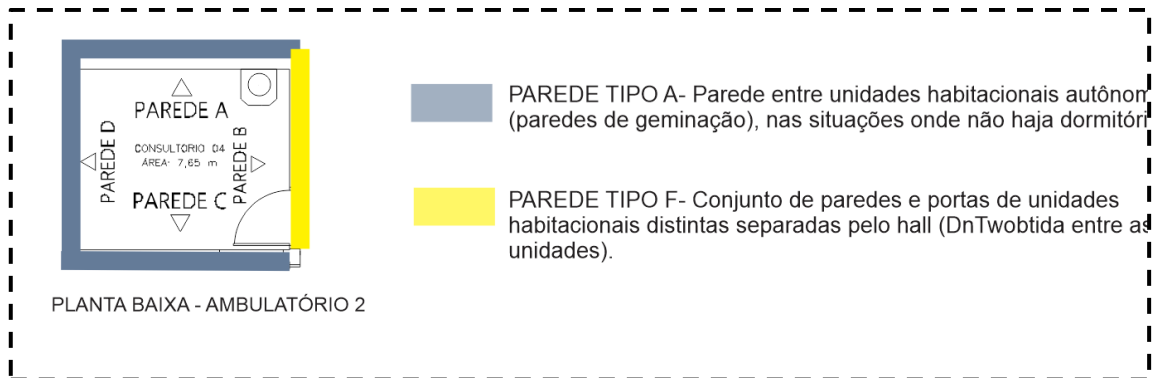 PAREDE A
PAREDE D
CONSULTORIO 04
ÁREA: 7,65 m
PAREDE B
PAREDE C
PLANTA BAIXA - AMBULATÓRIO 2
PAREDE TIPO A- Parede entre unidades habitacionais autônom
(paredes de geminação), nas situações onde não haja dormitóri
PAREDE TIPO F- Conjunto de paredes e portas de unidades
habitacionais distintas separadas pelo hall (DnTwobtida entre as
unidades).